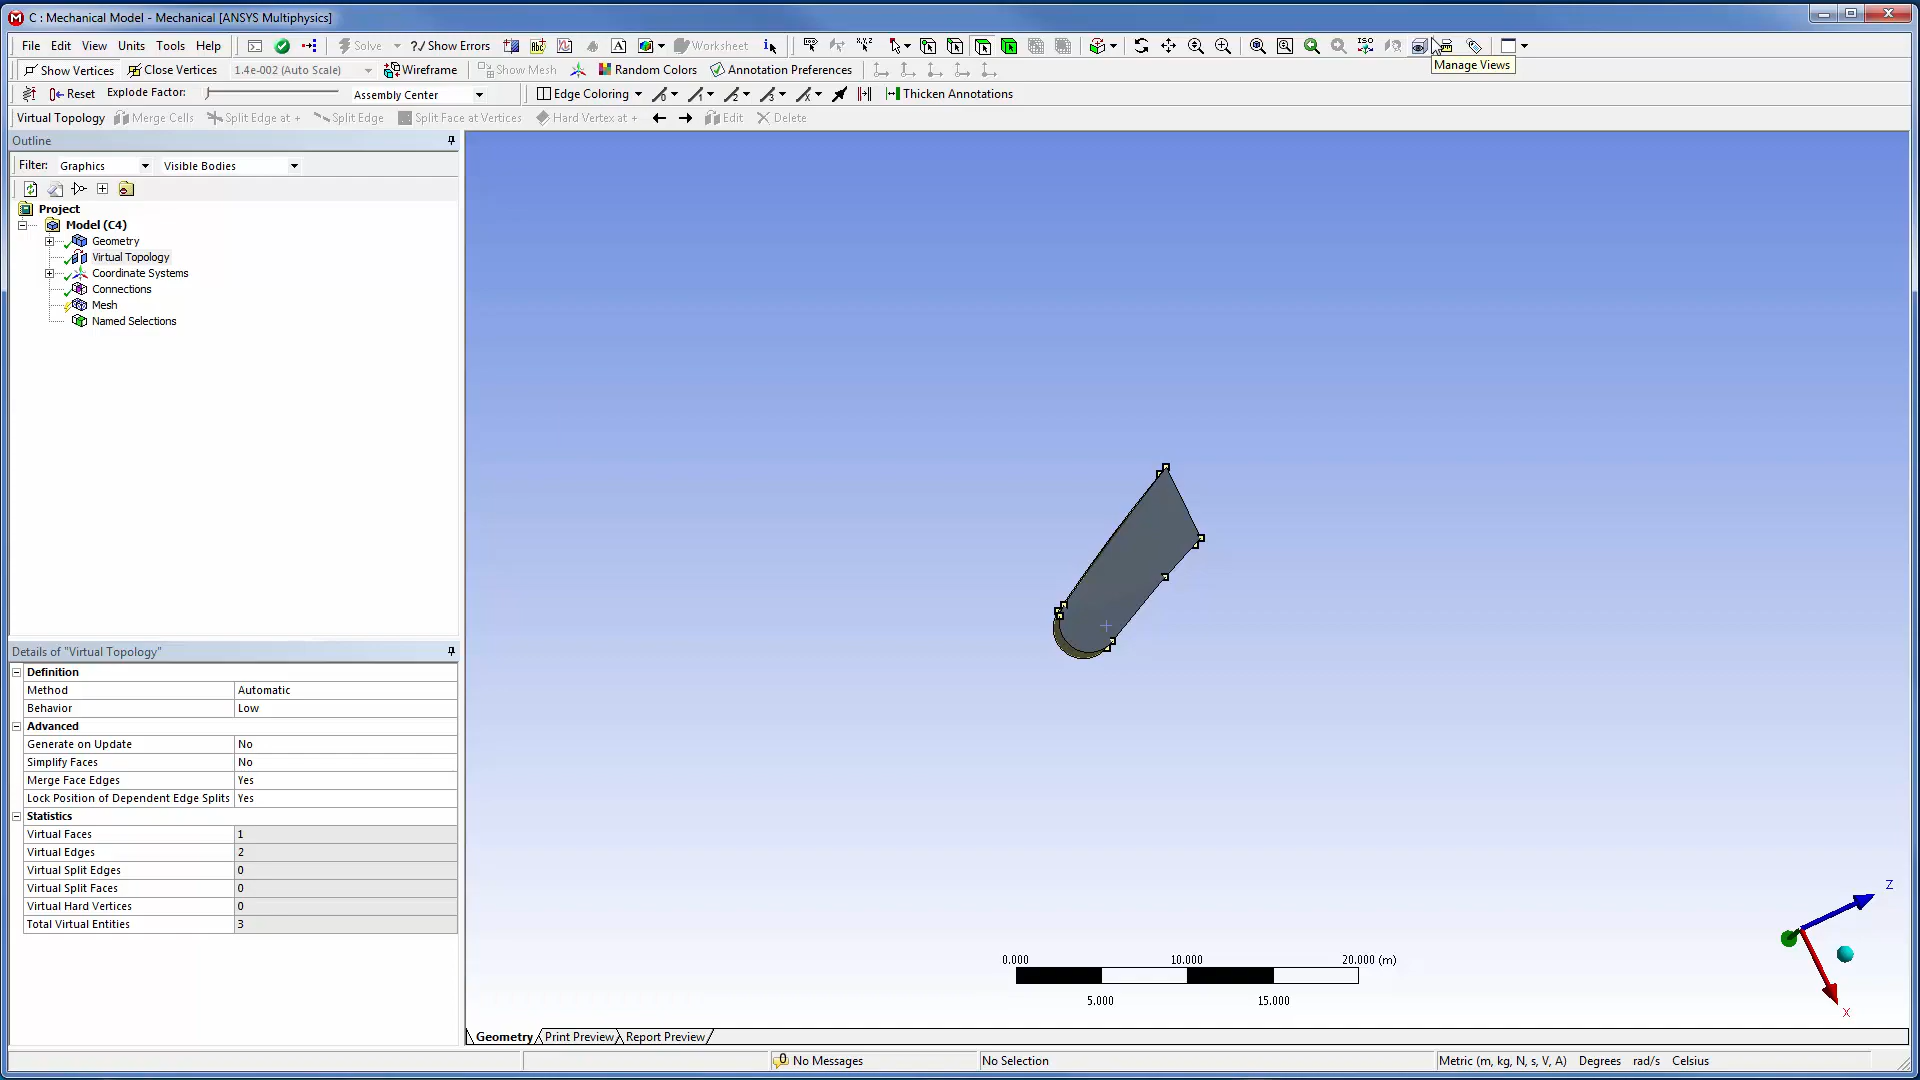 C : Mechanical Model - Mechanical [ANSYS Multiphysics]
File Edit View Units Tools Help Solve ?/ Show Errors Worksheet
Show Vertices Close Vertices 1.4e-002 (Auto Scale) Wireframe Show Mesh Random Colors Annotation Preferences Manage Views
Reset Explode Factor: Assembly Center Edge Coloring Thicken Annotations
Virtual Topology Merge Cells Split Edge at + Split Edge Split Face at Vertices Hard Vertex at + Edit Delete
Outline
Filter: Graphics Visible Bodies
Project
Model (C4)
Geometry
Virtual Topology
Coordinate Systems
Connections
Mesh
Named Selections
Details of "Virtual Topology"
Definition
Method Automatic
Behavior Low
Advanced
Generate on Update No
Simplify Faces No
Merge Face Edges Yes
Lock Position of Dependent Edge Splits Yes
Statistics
Virtual Faces 1
Virtual Edges 2
Virtual Split Edges 0
Virtual Split Faces 0
Virtual Hard Vertices 0
Total Virtual Entities 3
Z
X
0.000 10.000 20.000 (m)
5.000 15.000
Geometry Print Preview Report Preview
0 No Messages No Selection Metric (m, kg, N, s, V, A) Degrees rad/s Celsius